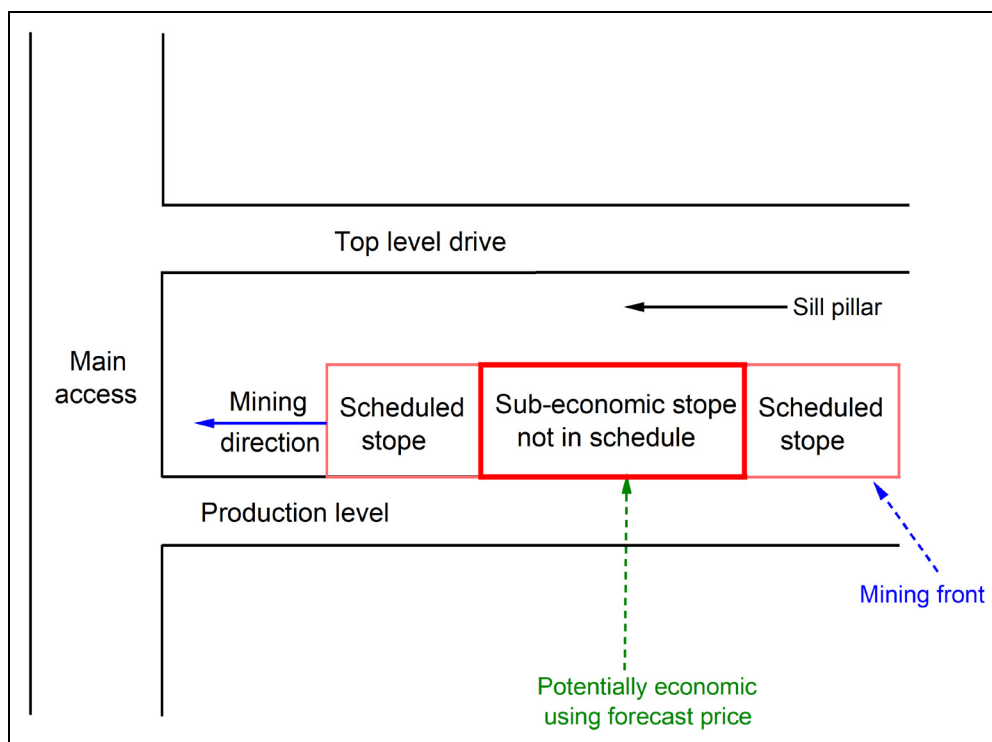 Top level drive
Sill pillar
Main
access
Mining
direction
Scheduled
stope
Sub-economic stope
not in schedule
Scheduled
stope
Production level
Mining front
Potentially economic
using forecast price